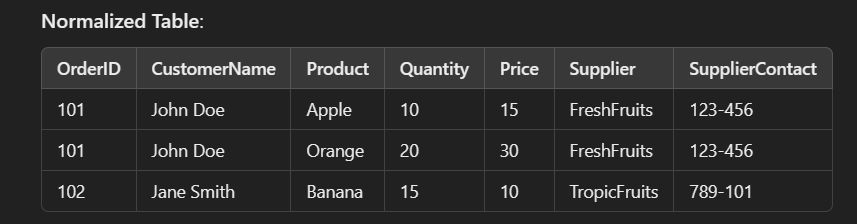 Normalized Table:
OrderID CustomerName Product Quantity Price Supplier SupplierContact
101 John Doe Apple 10 15 FreshFruits 123-456
101 John Doe Orange 20 30 FreshFruits 123-456
102 Jane Smith Banana 15 10 TropicFruits 789-101